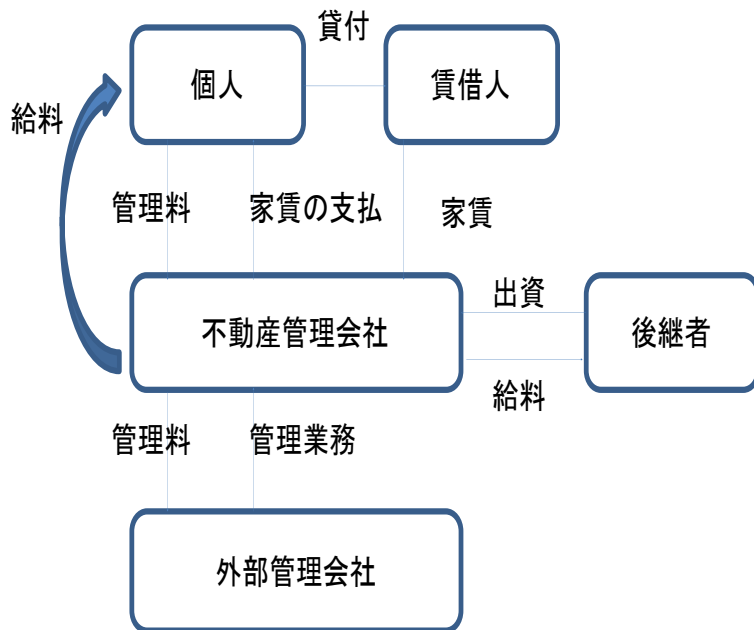 貸付
個人
賃借人
給料
管理料
家賃の支払
家賃
不動産管理会社
出資
後継者
給料
管理料
管理業務
外部管理会社